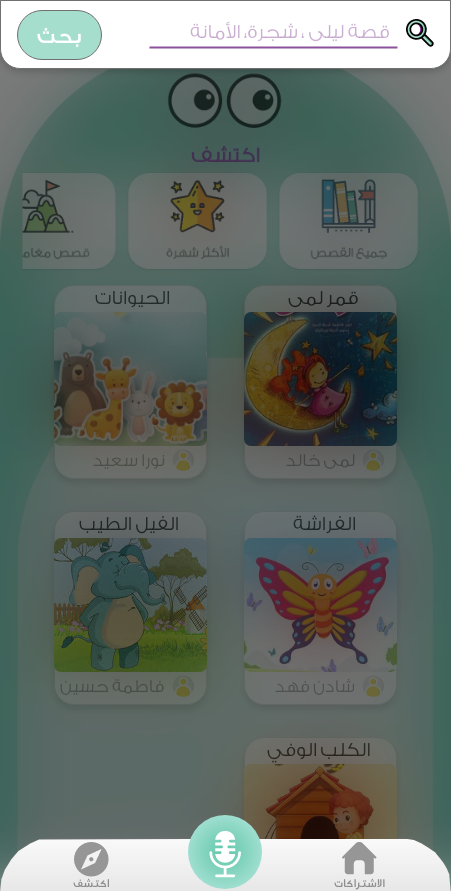 قصة ليلى ، شجرة، الأمانة
بحث
اكتشف
جميع القصص
الأكثر شهرة
قصص مغام
قمر لمى
الحيوانات
لمى خالد
نورا سعيد
الفراشة
الفيل الطيب
شادن فهد
فاطمة حسين
الكلب الوفي
الاشتراكات
اكتشف